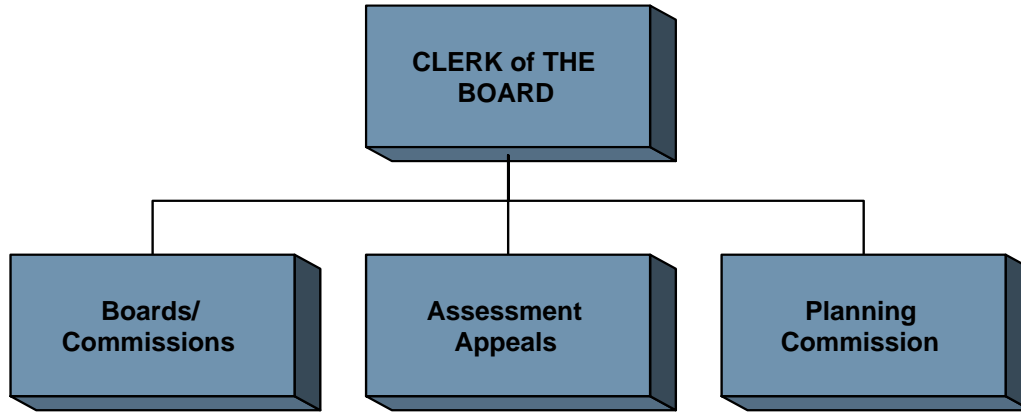 CLERK of THE
BOARD
Boards/
Commissions
Assessment
Appeals
Planning
Commission